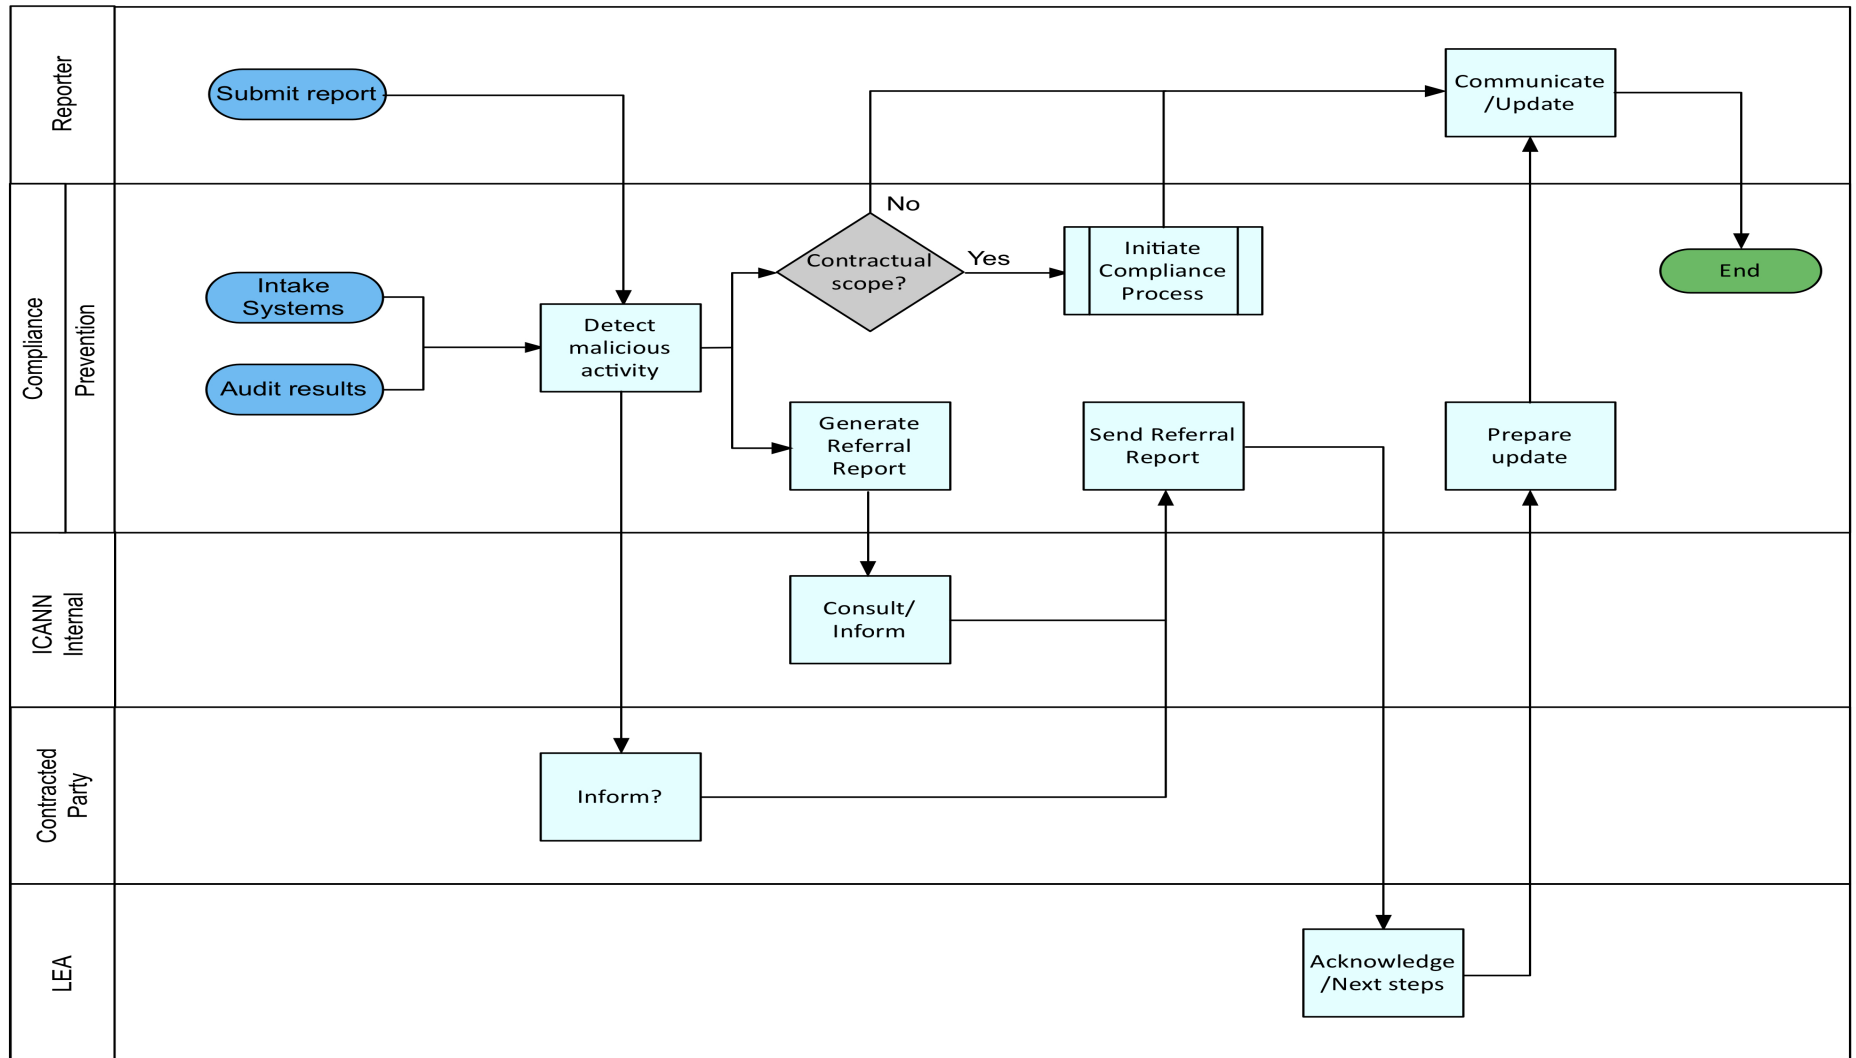 Reporter
Submit report
Communicate
/Update
Compliance
Prevention
No
Contractual
scope?
Yes
Initiate
Compliance
Process
End
Intake
Systems
Audit results
Detect
malicious
activity
Generate
Referral
Report
Send Referral
Report
Prepare
update
ICANN
Internal
Consult/
Inform
Contracted
Party
Inform?
LEA
Acknowledge
/Next steps